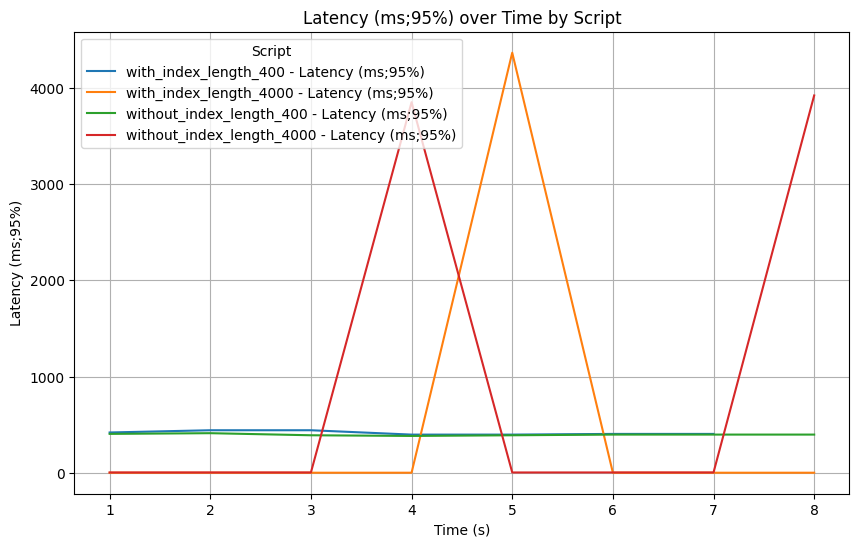 Latency (ms;95%) over Time by Script
Script
with_index_length_400 - Latency (ms;95%)
with_index_length_4000 - Latency (ms;95%)
without_index_length_400 - Latency (ms;95%)
without_index_length_4000 - Latency (ms;95%)
Latency (ms;95%)
4000
3000
2000
1000
0
1 2 3 4 5 6 7 8
Time (s)